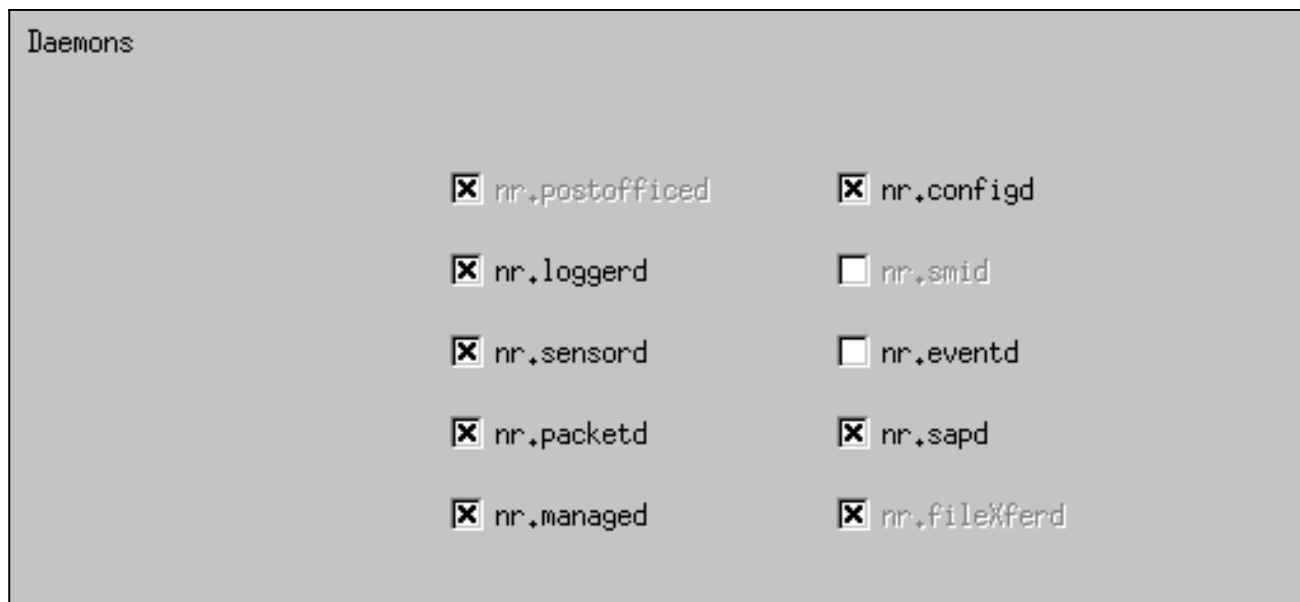 Daemons
nr.postofficed nr.configd
nr.loggerd nr.smid
nr.sensord nr.eventd
nr.packetd nr.sapd
nr.managed nr.fileXferd